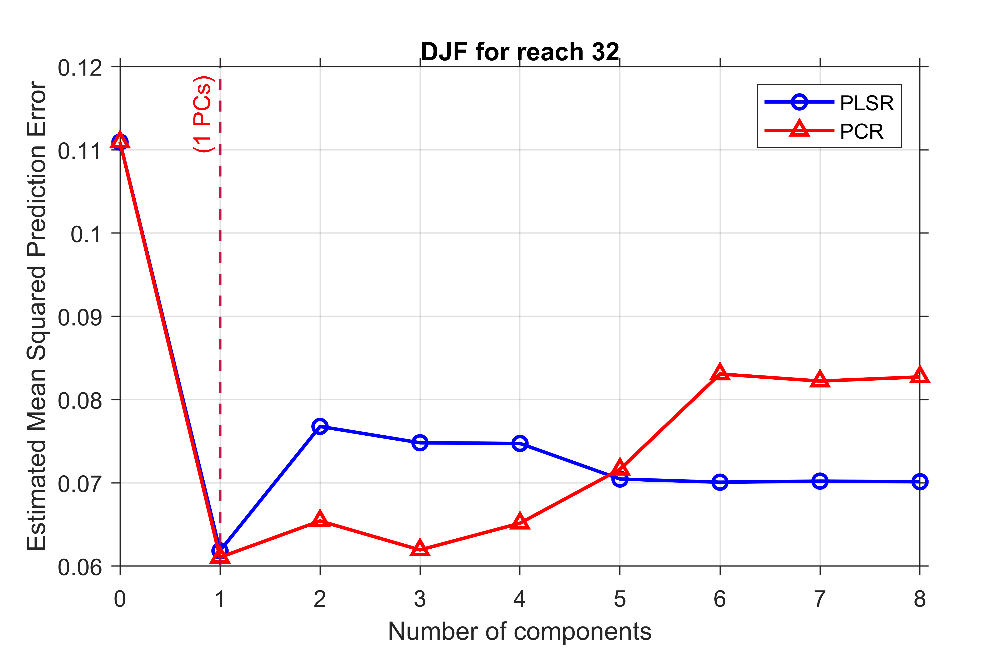 DJF for reach 32
Estimated Mean Squared Prediction Error
0.12
0.11
0.1
0.09
0.08
0.07
0.06
(1 PCs)
PLSR
PCR
0 1 2 3 4 5 6 7 8
Number of components